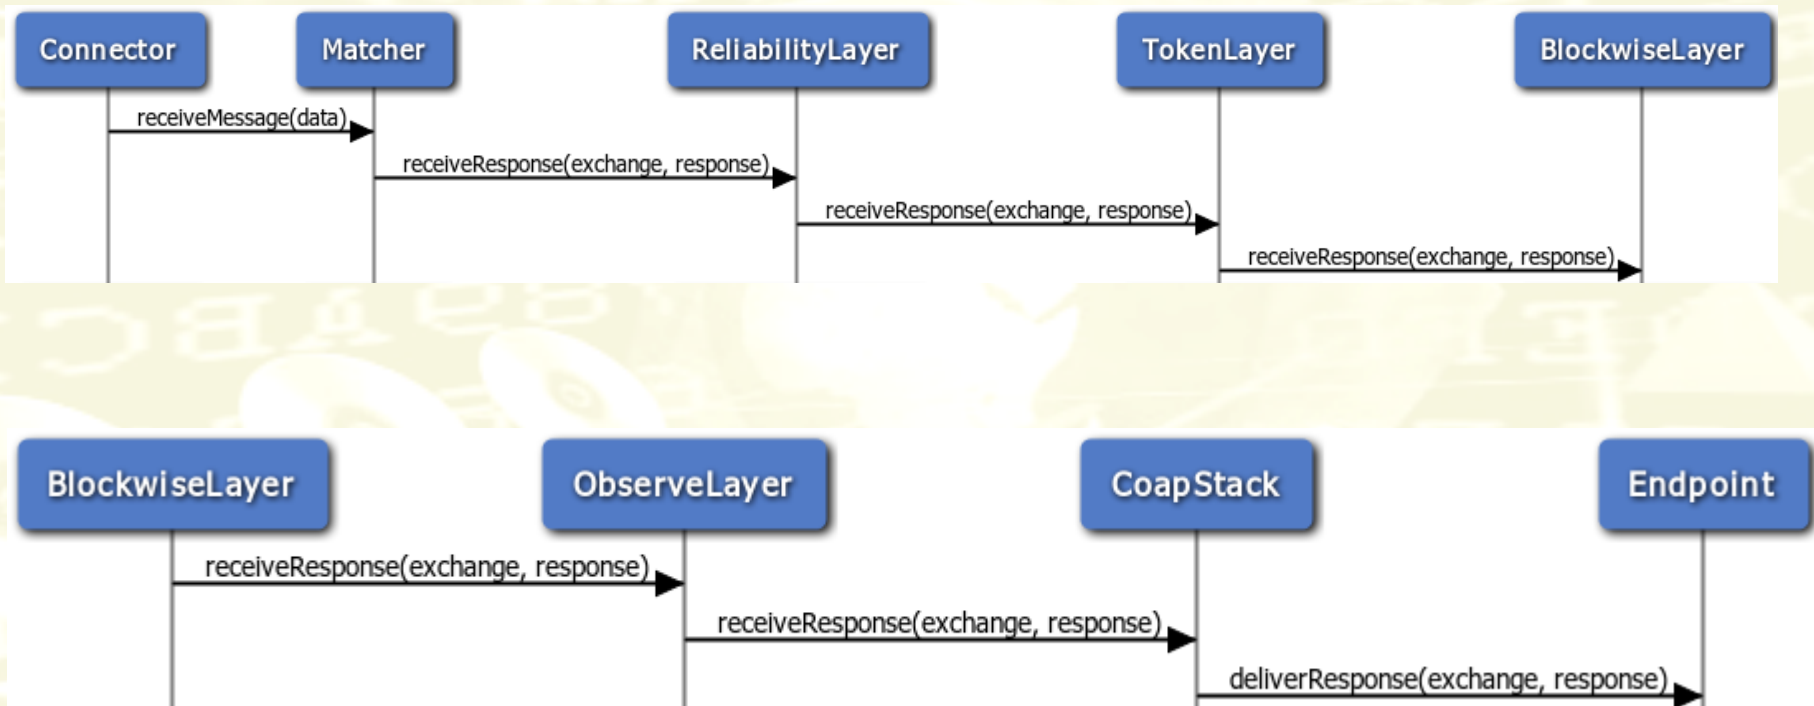 Connector
Matcher
ReliabilityLayer
TokenLayer
BlockwiseLayer
receiveMessage(data)
receiveResponse(exchange, response)
receiveResponse(exchange, response)
receiveResponse(exchange, response)
BlockwiseLayer
ObserveLayer
CoapStack
Endpoint
receiveResponse(exchange, response)
receiveResponse(exchange, response)
deliverResponse(exchange, response)